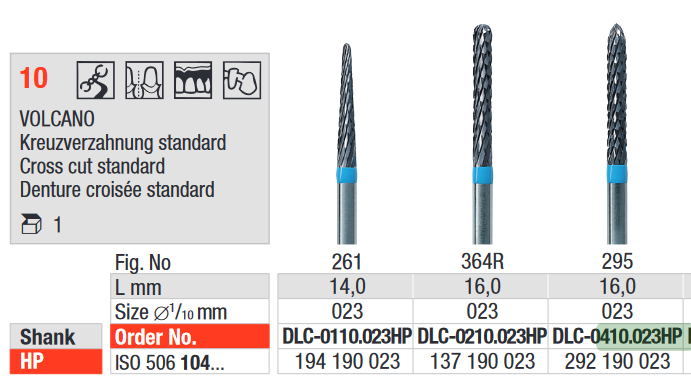 10
VOLCANO
Kreuzverzahnung standard
Cross cut standard
Denture croisée standard
1
Fig. No 261 364R 295
L mm 14,0 16,0 16,0
Size ∅1/10 mm 023 023 023
Shank Order No. DLC-0110.023HP DLC-0210.023HP DLC-0410.023HP
HP ISO 506 104... 194 190 023 137 190 023 292 190 023